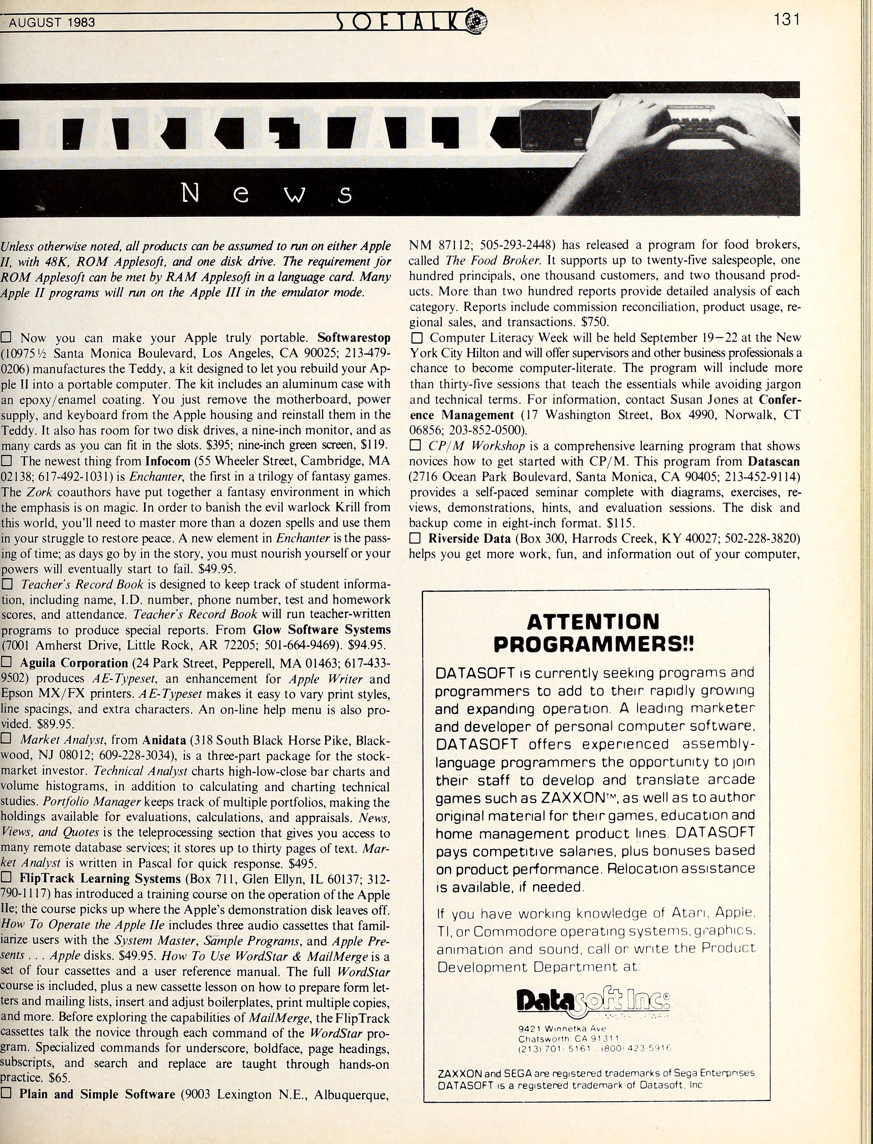 AUGUST 1983
SOFTALK
131
MARKETALK
News
Unless otherwise noted, all products can be assumed to run on either Apple
II, with 48K, ROM Applesoft, and one disk drive. The requirement for
ROM Applesoft can be met by RAM Applesoft in a language card. Many
Apple II programs will run on the Apple III in the emulator mode.
□ Now you can make your Apple truly portable. Softwarestop
(10975½ Santa Monica Boulevard, Los Angeles, CA 90025; 213-479-
0206) manufactures the Teddy, a kit designed to let you rebuild your Ap-
ple II into a portable computer. The kit includes an aluminum case with
an epoxy/enamel coating. You just remove the motherboard, power
supply, and keyboard from the Apple housing and reinstall them in the
Teddy. It also has room for two disk drives, a nine-inch monitor, and as
many cards as you can fit in the slots. $395; nine-inch green screen, $119.
□ The newest thing from Infocom (55 Wheeler Street, Cambridge, MA
02138; 617-492-1031) is Enchanter, the first in a trilogy of fantasy games.
The Zork coauthors have put together a fantasy environment in which
the emphasis is on magic. In order to banish the evil warlock Krill from
this world, you'll need to master more than a dozen spells and use them
in your struggle to restore peace. A new element in Enchanter is the pass-
ing of time; as days go by in the story, you must nourish yourself or your
powers will eventually start to fail. $49.95.
□ Teacher's Record Book is designed to keep track of student informa-
tion, including name, I.D. number, phone number, test and homework
scores, and attendance. Teacher's Record Book will run teacher-written
programs to produce special reports. From Glow Software Systems
(7001 Amherst Drive, Little Rock, AR 72205; 501-664-9469). $94.95.
□ Aguila Corporation (24 Park Street, Pepperell, MA 01463; 617-433-
9502) produces AE-Typeset, an enhancement for Apple Writer and
Epson MX/FX printers. AE-Typeset makes it easy to vary print styles,
line spacings, and extra characters. An on-line help menu is also pro-
vided. $89.95.
□ Market Analyst, from Anidata (318 South Black Horse Pike, Black-
wood, NJ 08012; 609-228-3034), is a three-part package for the stock-
market investor. Technical Analyst charts high-low-close bar charts and
volume histograms, in addition to calculating and charting technical
studies. Portfolio Manager keeps track of multiple portfolios, making the
holdings available for evaluations, calculations, and appraisals. News,
Views, and Quotes is the teleprocessing section that gives you access to
many remote database services; it stores up to thirty pages of text. Mar-
ket Analyst is written in Pascal for quick response. $495.
□ FlipTrack Learning Systems (Box 711, Glen Ellyn, IL 60137; 312-
790-1117) has introduced a training course on the operation of the Apple
IIe; the course picks up where the Apple's demonstration disk leaves off.
How To Operate the Apple IIe includes three audio cassettes that famil-
iarize users with the System Master, Sample Programs, and Apple Pre-
sents . . . Apple disks. $49.95. How To Use WordStar & MailMerge is a
set of four cassettes and a user reference manual. The full WordStar
course is included, plus a new cassette lesson on how to prepare form let-
ters and mailing lists, insert and adjust boilerplates, print multiple copies,
and more. Before exploring the capabilities of MailMerge, the FlipTrack
cassettes talk the novice through each command of the WordStar pro-
gram. Specialized commands for underscore, boldface, page headings,
subscripts, and search and replace are taught through hands-on
practice. $65.
□ Plain and Simple Software (9003 Lexington N.E., Albuquerque,
NM 87112; 505-293-2448) has released a program for food brokers,
called The Food Broker. It supports up to twenty-five salespeople, one
hundred principals, one thousand customers, and two thousand prod-
ucts. More than two hundred reports provide detailed analysis of each
category. Reports include commission reconciliation, product usage, re-
gional sales, and transactions. $750.
□ Computer Literacy Week will be held September 19–22 at the New
York City Hilton and will offer supervisors and other business professionals a
chance to become computer-literate. The program will include more
than thirty-five sessions that teach the essentials while avoiding jargon
and technical terms. For information, contact Susan Jones at Confer-
ence Management (17 Washington Street, Box 4990, Norwalk, CT
06856; 203-852-0500).
□ CP/M Workshop is a comprehensive learning program that shows
novices how to get started with CP/M. This program from Datascan
(2716 Ocean Park Boulevard, Santa Monica, CA 90405; 213-452-9114)
provides a self-paced seminar complete with diagrams, exercises, re-
views, demonstrations, hints, and evaluation sessions. The disk and
backup come in eight-inch format. $115.
□ Riverside Data (Box 300, Harrods Creek, KY 40027; 502-228-3820)
helps you get more work, fun, and information out of your computer,
ATTENTION
PROGRAMMERS!!
DATASOFT is currently seeking programs and
programmers to add to their rapidly growing
and expanding operation. A leading marketer
and developer of personal computer software,
DATASOFT offers experienced assembly-
language programmers the opportunity to join
their staff to develop and translate arcade
games such as ZAXXON™, as well as to author
original material for their games, education and
home management product lines. DATASOFT
pays competitive salaries, plus bonuses based
on product performance. Relocation assistance
is available, if needed.
If you have working knowledge of Atari, Apple,
TI, or Commodore operating systems, graphics,
animation and sound, call or write the Product
Development Department at:
Datasoft Inc.
9421 Winnetka Ave
Chatsworth, CA 91311
(213) 701-5161 (800) 423-5916
ZAXXON and SEGA are registered trademarks of Sega Enterprises
DATASOFT is a registered trademark of Datasoft, Inc